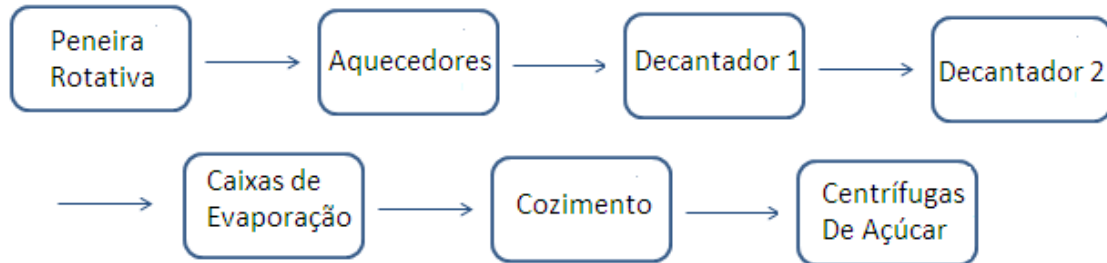 Peneira
Rotativa
Aquecedores
Decantador 1
Decantador 2
Caixas de
Evaporação
Cozimento
Centrífugas
De Açúcar